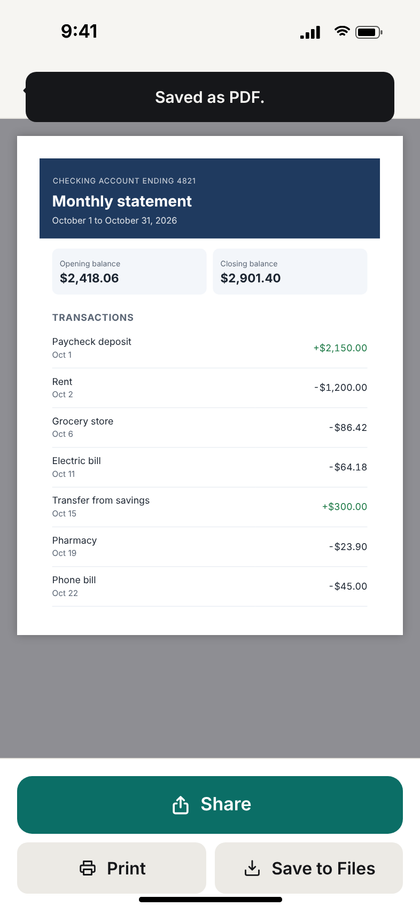 9:41
Saved as PDF.
CHECKING ACCOUNT ENDING 4821
Monthly statement
October 1 to October 31, 2026
Opening balance
$2,418.06
Closing balance
$2,901.40
TRANSACTIONS
Paycheck deposit
Oct 1
+$2,150.00
Rent
Oct 2
-$1,200.00
Grocery store
Oct 6
-$86.42
Electric bill
Oct 11
-$64.18
Transfer from savings
Oct 15
+$300.00
Pharmacy
Oct 19
-$23.90
Phone bill
Oct 22
-$45.00
Share
Print
Save to Files